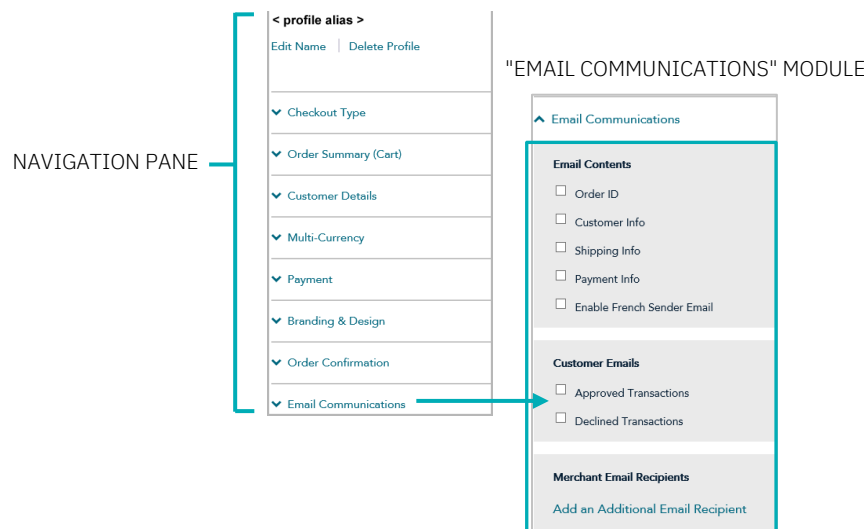 < profile alias >
Edit Name
Delete Profile
"EMAIL COMMUNICATIONS" MODULE
NAVIGATION PANE
Checkout Type
Order Summary (Cart)
Customer Details
Multi-Currency
Payment
Branding & Design
Order Confirmation
Email Communications
Email Communications
Email Contents
Order ID
Customer Info
Shipping Info
Payment Info
Enable French Sender Email
Customer Emails
Approved Transactions
Declined Transactions
Merchant Email Recipients
Add an Additional Email Recipient